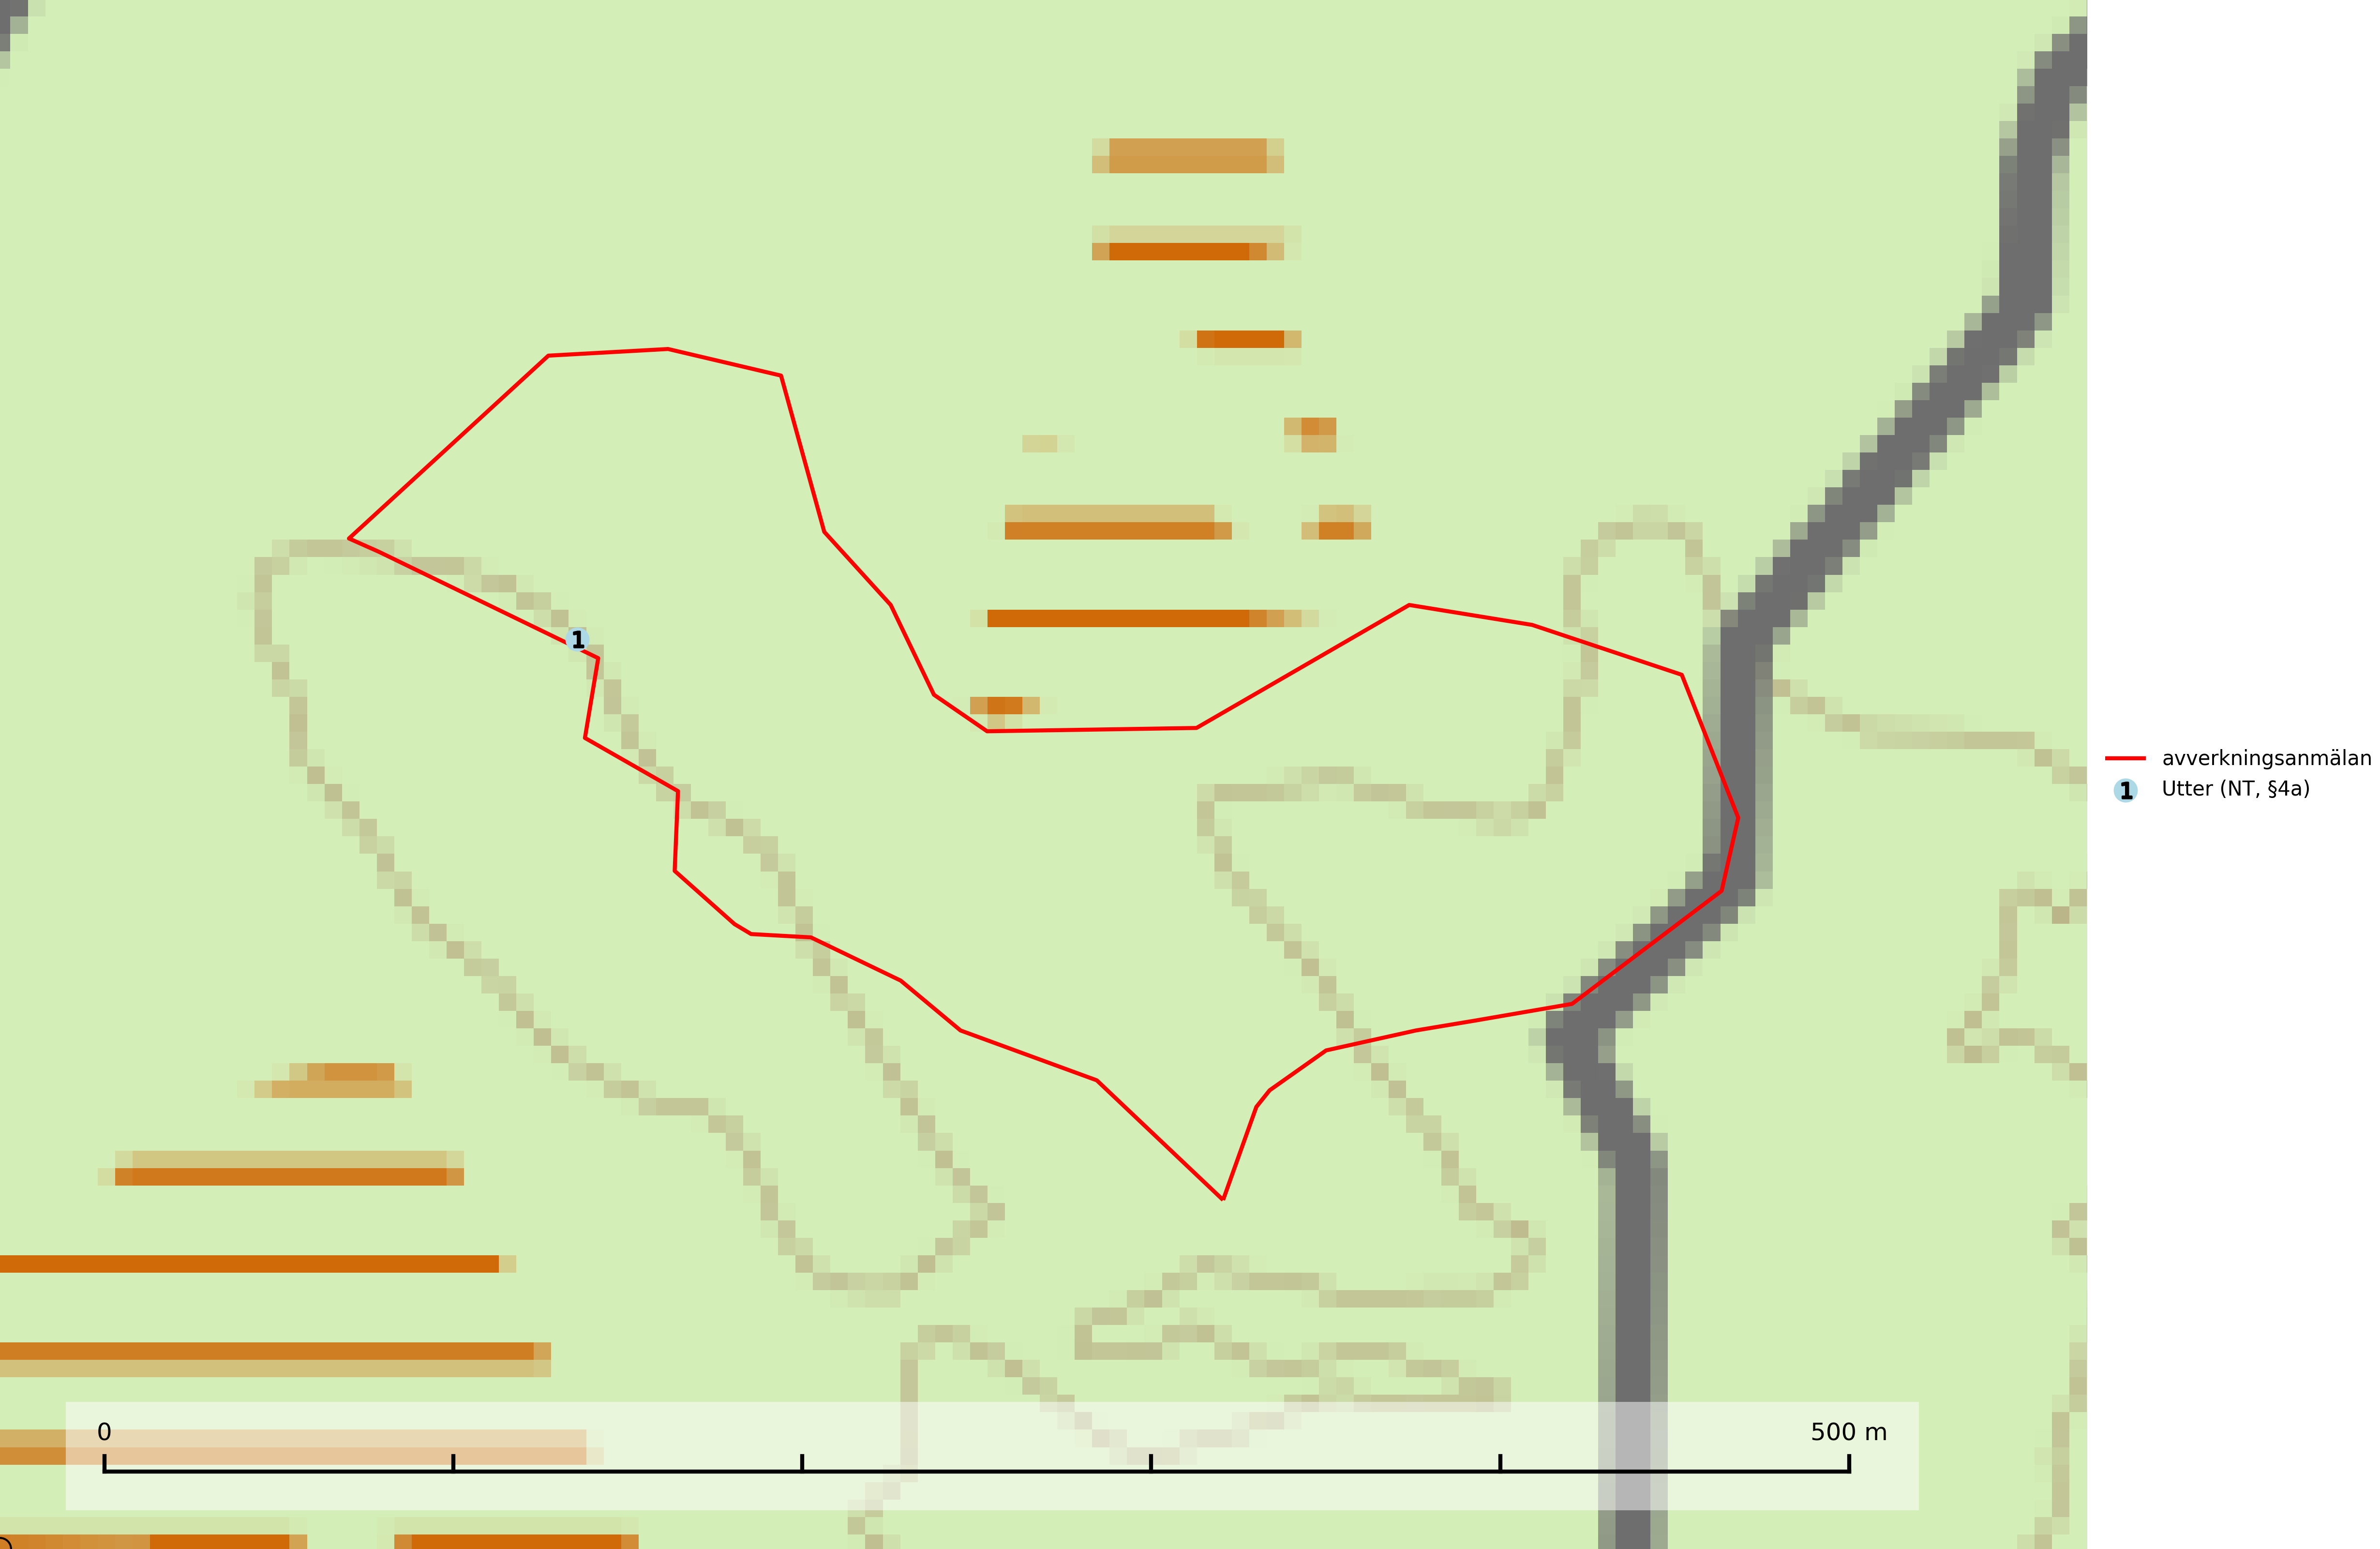 1
avverkningsanmälan
1 Utter (NT, §4a)
0 500 m